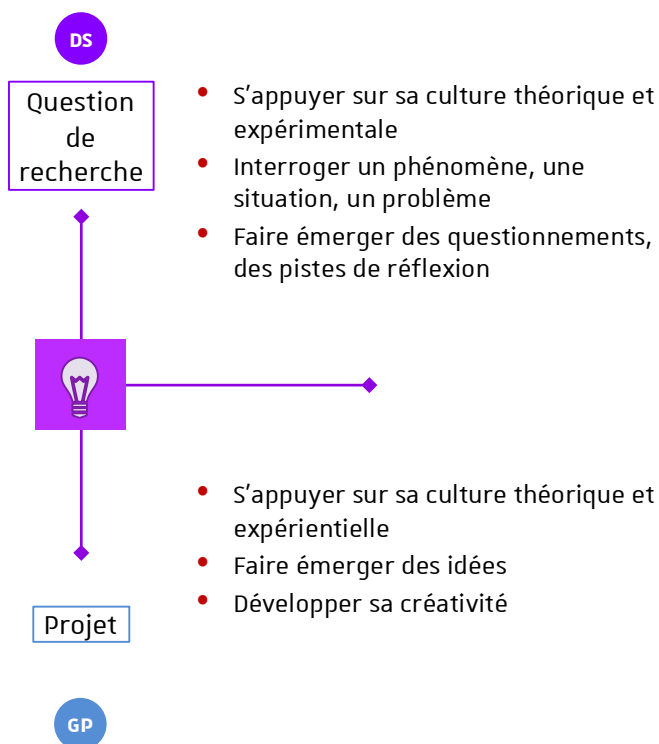 DS
Question
de
recherche
• S'appuyer sur sa culture théorique et
expérimentale
• Interroger un phénomène, une
situation, un problème
• Faire émerger des questionnements,
des pistes de réflexion
• S'appuyer sur sa culture théorique et
expérientielle
• Faire émerger des idées
• Développer sa créativité
Projet
GP